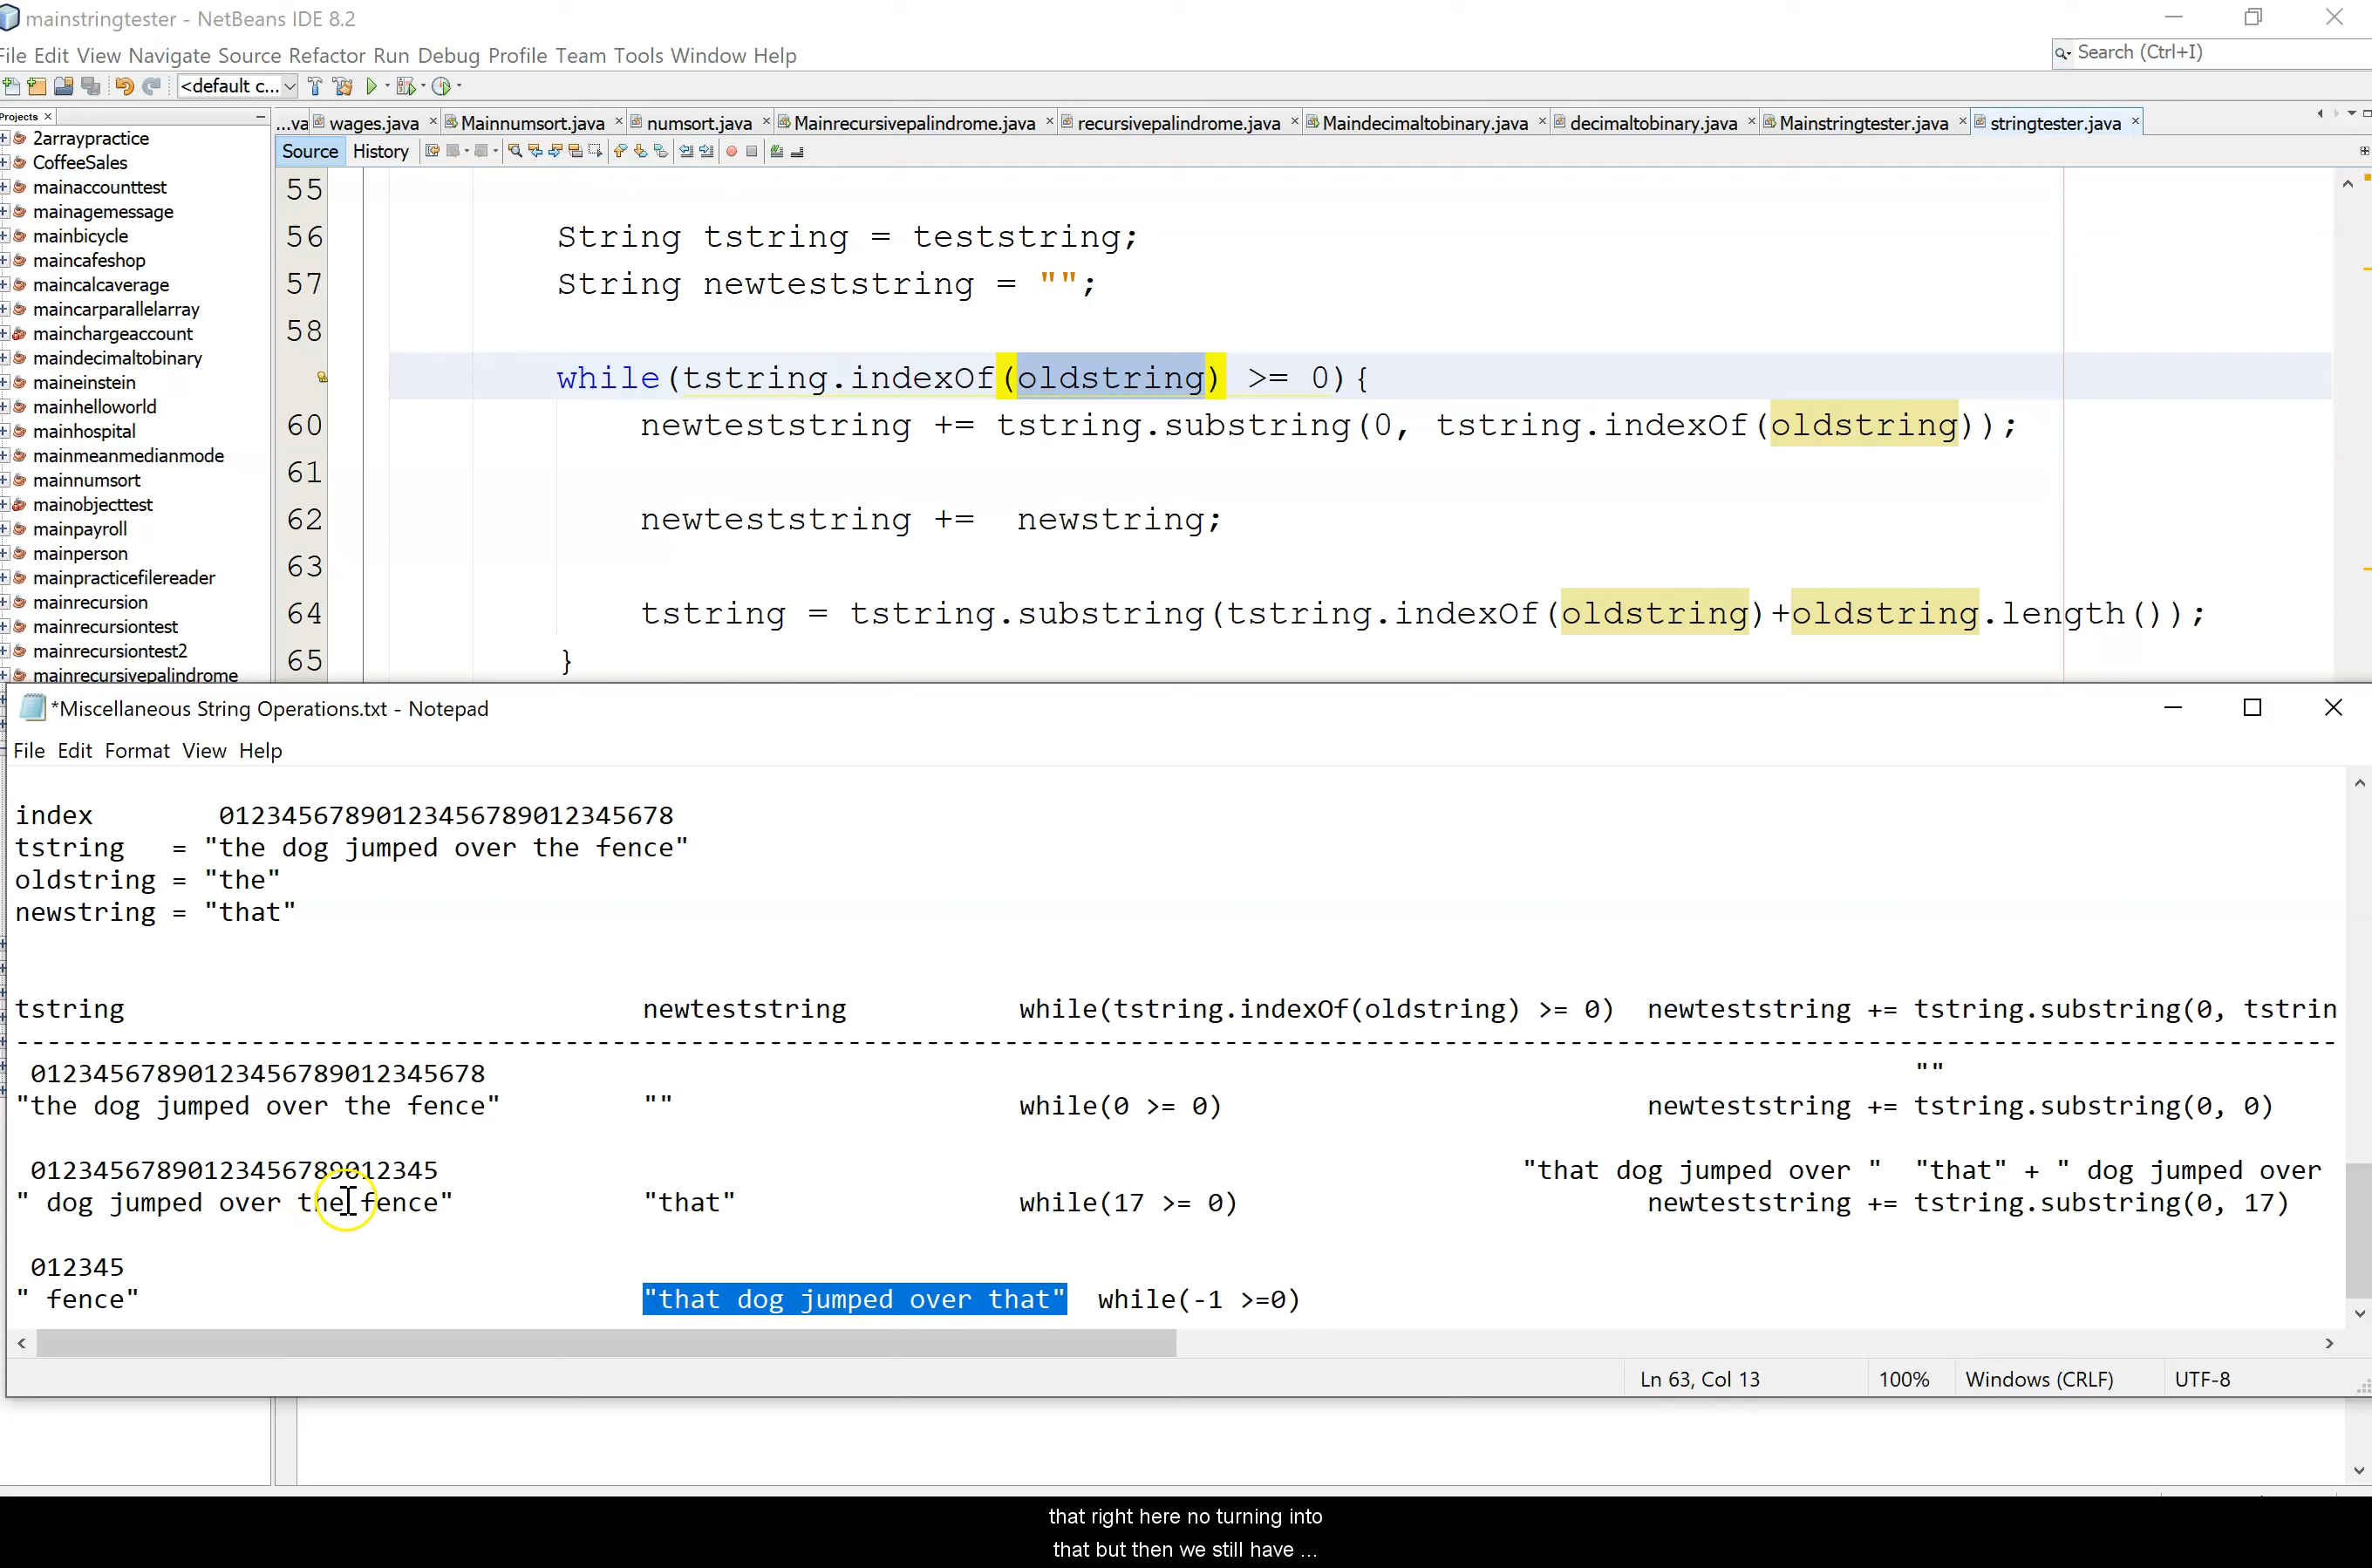 mainstringtester - NetBeans IDE 8.2
File Edit View Navigate Source Refactor Run Debug Profile Team Tools Window Help
Search (Ctrl+I)
<default c...
Projects
...va wages.java Mainnumsort.java numsort.java Mainrecursivepalindrome.java recursivepalindrome.java Maindecimaltobinary.java decimaltobinary.java Mainstringtester.java stringtester.java
Source History
2arraypractice
CoffeeSales
mainaccounttest
mainagemessage
mainbicycle
maincafeshop
maincalcaverage
maincarparallelarray
mainchargeaccount
maindecimaltobinary
maineinstein
mainhelloworld
mainhospital
mainmeanmedianmode
mainnumsort
mainobjecttest
mainpayroll
mainperson
mainpracticefilereader
mainrecursion
mainrecursiontest
mainrecursiontest2
mainrecursivepalindrome
55
56 String tstring = teststring;
57 String newteststring = "";
58
while(tstring.indexOf(oldstring) >= 0){
60 newteststring += tstring.substring(0, tstring.indexOf(oldstring));
61
62 newteststring += newstring;
63
64 tstring = tstring.substring(tstring.indexOf(oldstring)+oldstring.length());
65 }
*Miscellaneous String Operations.txt - Notepad
File Edit Format View Help
index 01234567890123456789012345678
tstring = "the dog jumped over the fence"
oldstring = "the"
newstring = "that"
tstring newteststring while(tstring.indexOf(oldstring) >= 0) newteststring += tstring.substring(0, tstrin
--------------------------------------------------------------------------------
01234567890123456789012345678 ""
"the dog jumped over the fence" "" while(0 >= 0) newteststring += tstring.substring(0, 0)
01234567890123456789012345 "that dog jumped over " "that" + " dog jumped over
" dog jumped over the fence" "that" while(17 >= 0) newteststring += tstring.substring(0, 17)
012345
" fence" "that dog jumped over that" while(-1 >=0)
Ln 63, Col 13 100% Windows (CRLF) UTF-8
that right here no turning into
that but then we still have ...